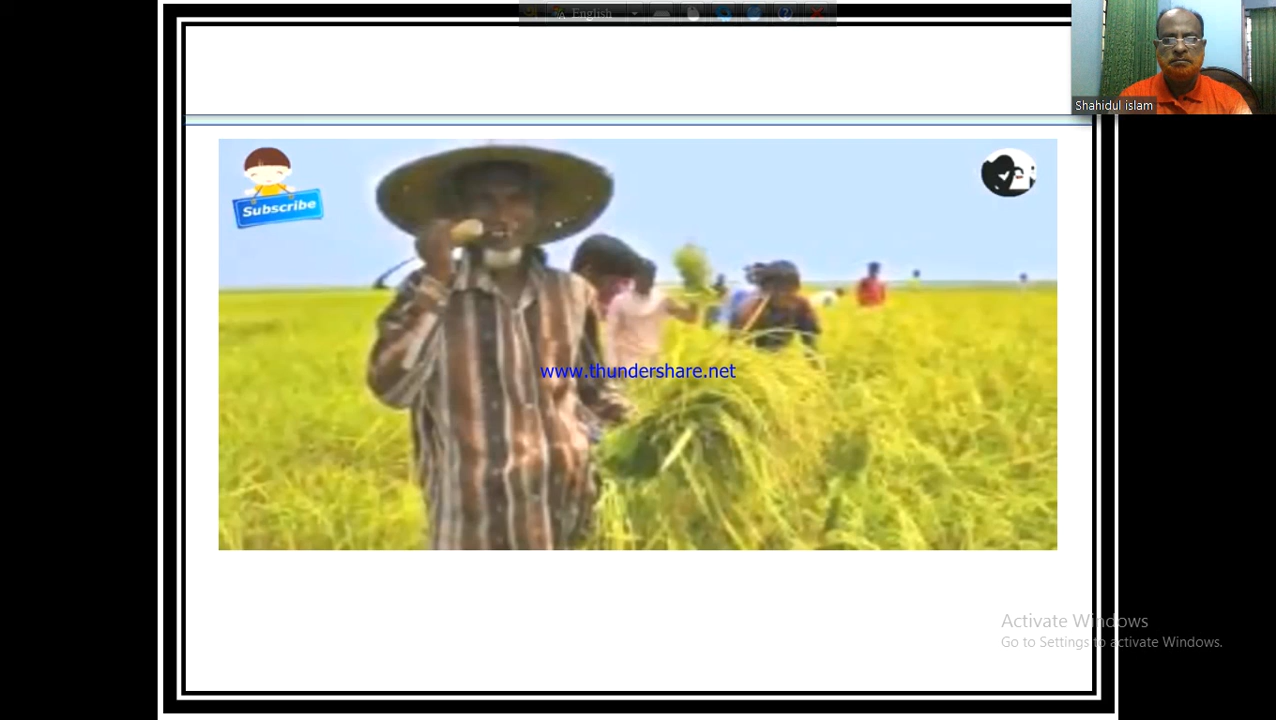 English
Shahidul islam
Subscribe
www.thundershare.net
Activate Windows
Go to Settings to activate Windows.